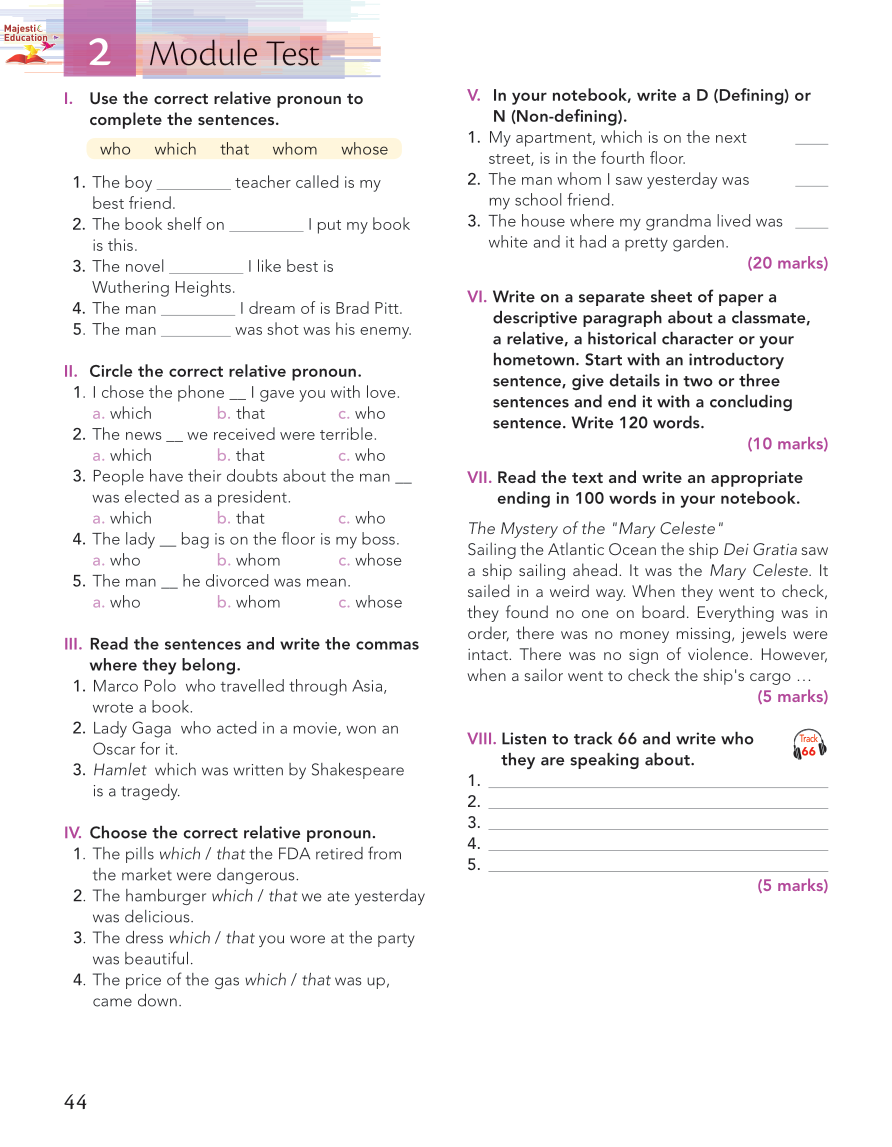 Majestic
Education
2 Module Test
I. Use the correct relative pronoun to
complete the sentences.
who which that whom whose
1. The boy _________ teacher called is my
best friend.
2. The book shelf on _________ I put my book
is this.
3. The novel _________ I like best is
Wuthering Heights.
4. The man _________ I dream of is Brad Pitt.
5. The man _________ was shot was his enemy.
II. Circle the correct relative pronoun.
1. I chose the phone __ I gave you with love.
a. which b. that c. who
2. The news __ we received were terrible.
a. which b. that c. who
3. People have their doubts about the man __
was elected as a president.
a. which b. that c. who
4. The lady __ bag is on the floor is my boss.
a. who b. whom c. whose
5. The man __ he divorced was mean.
a. who b. whom c. whose
III. Read the sentences and write the commas
where they belong.
1. Marco Polo who travelled through Asia,
wrote a book.
2. Lady Gaga who acted in a movie, won an
Oscar for it.
3. Hamlet which was written by Shakespeare
is a tragedy.
IV. Choose the correct relative pronoun.
1. The pills which / that the FDA retired from
the market were dangerous.
2. The hamburger which / that we ate yesterday
was delicious.
3. The dress which / that you wore at the party
was beautiful.
4. The price of the gas which / that was up,
came down.
V. In your notebook, write a D (Defining) or
N (Non-defining).
1. My apartment, which is on the next ____
street, is in the fourth floor.
2. The man whom I saw yesterday was ____
my school friend.
3. The house where my grandma lived was ____
white and it had a pretty garden.
(20 marks)
VI. Write on a separate sheet of paper a
descriptive paragraph about a classmate,
a relative, a historical character or your
hometown. Start with an introductory
sentence, give details in two or three
sentences and end it with a concluding
sentence. Write 120 words.
(10 marks)
VII. Read the text and write an appropriate
ending in 100 words in your notebook.
The Mystery of the "Mary Celeste"
Sailing the Atlantic Ocean the ship Dei Gratia saw
a ship sailing ahead. It was the Mary Celeste. It
sailed in a weird way. When they went to check,
they found no one on board. Everything was in
order, there was no money missing, jewels were
intact. There was no sign of violence. However,
when a sailor went to check the ship's cargo …
(5 marks)
VIII. Listen to track 66 and write who
they are speaking about.
Track
66
1.
2.
3.
4.
5.
(5 marks)
44